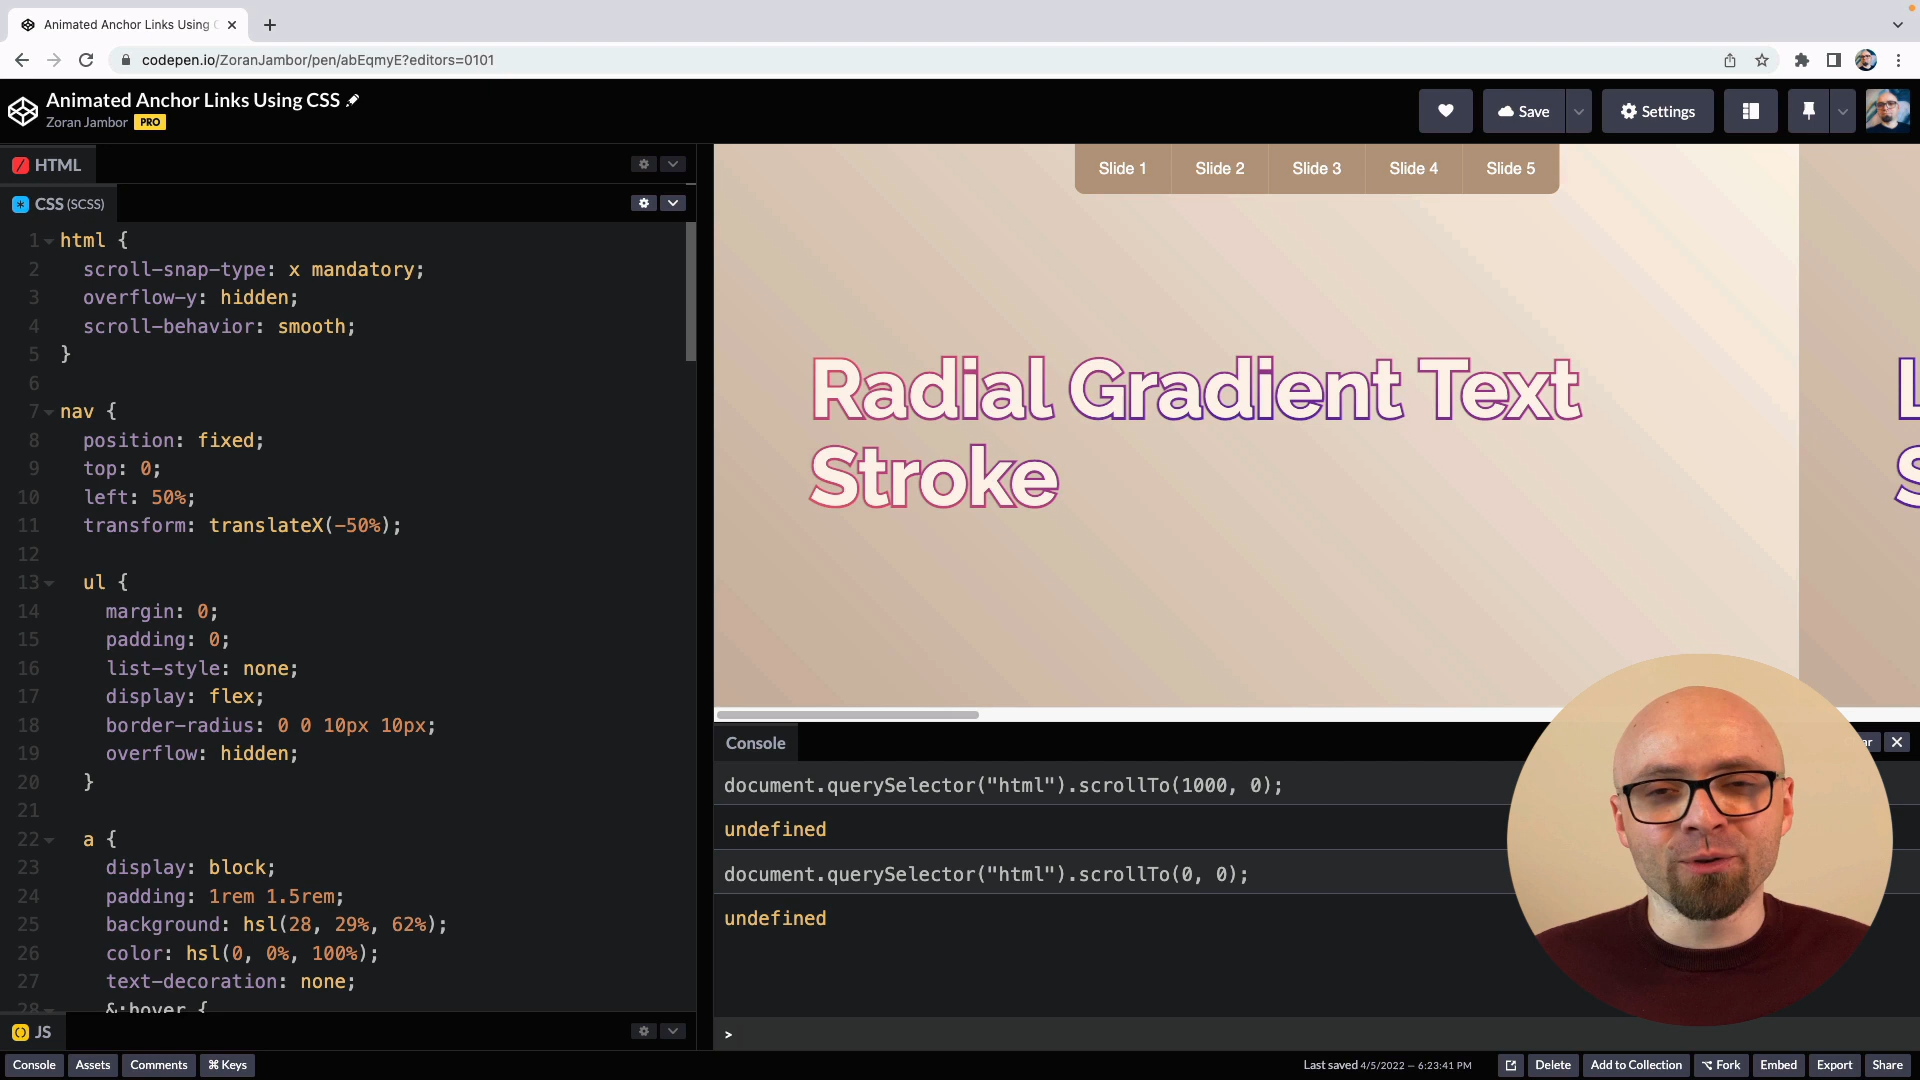 Animated Anchor Links Using
codepen.io/ZoranJambor/pen/abEqmyE?editors=0101
Animated Anchor Links Using CSS
Zoran Jambor PRO
Save
Settings
HTML
CSS (SCSS)
1 html {
2 scroll-snap-type: x mandatory;
3 overflow-y: hidden;
4 scroll-behavior: smooth;
5 }
6
7 nav {
8 position: fixed;
9 top: 0;
10 left: 50%;
11 transform: translateX(-50%);
12
13 ul {
14 margin: 0;
15 padding: 0;
16 list-style: none;
17 display: flex;
18 border-radius: 0 0 10px 10px;
19 overflow: hidden;
20 }
21
22 a {
23 display: block;
24 padding: 1rem 1.5rem;
25 background: hsl(28, 29%, 62%);
26 color: hsl(0, 0%, 100%);
27 text-decoration: none;
28 &:hover {
JS
Slide 1 Slide 2 Slide 3 Slide 4 Slide 5
Radial Gradient Text
Stroke
L
S
Console
document.querySelector("html").scrollTo(1000, 0);
undefined
document.querySelector("html").scrollTo(0, 0);
undefined
>
Console Assets Comments ⌘ Keys
Last saved 4/5/2022 — 6:23:41 PM
Delete Add to Collection ⌥ Fork Embed Export Share